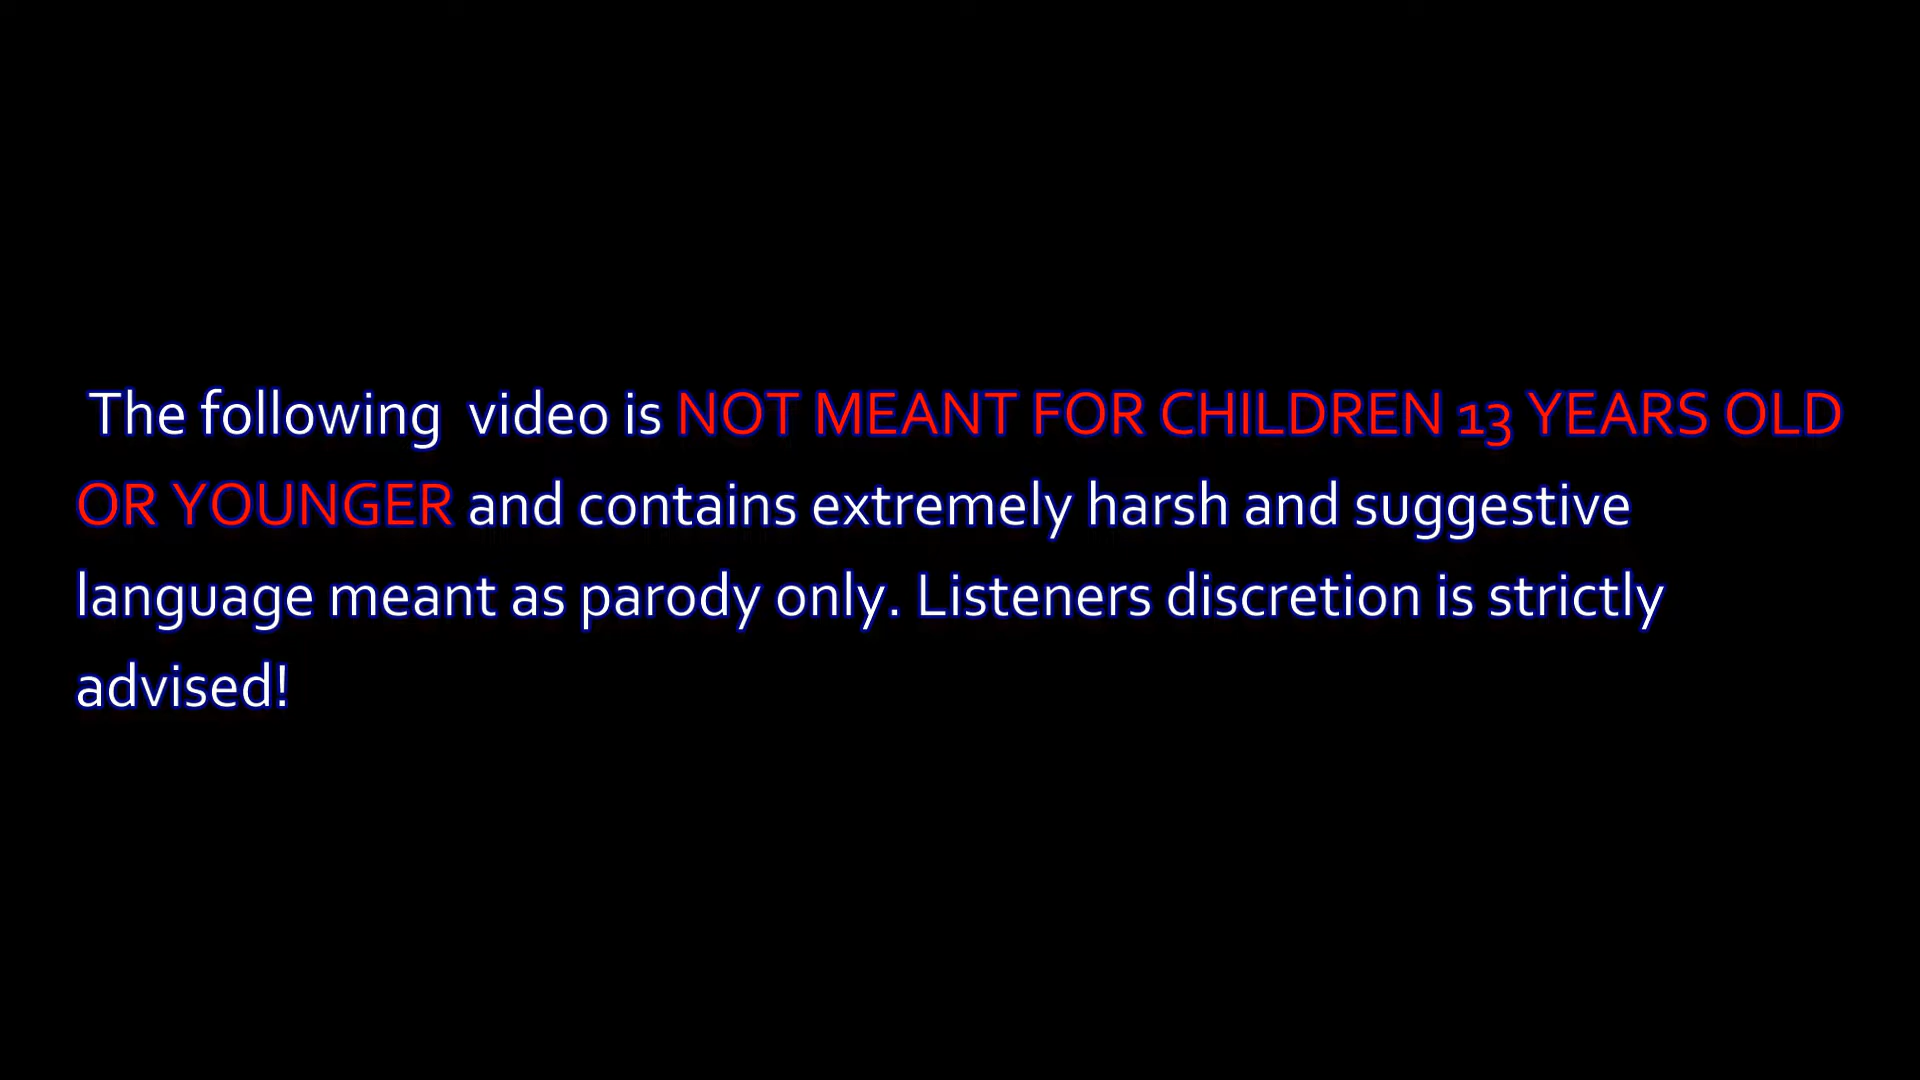 The following  video is NOT MEANT FOR CHILDREN 13 YEARS OLD
OR YOUNGER and contains extremely harsh and suggestive
language meant as parody only. Listeners discretion is strictly
advised!